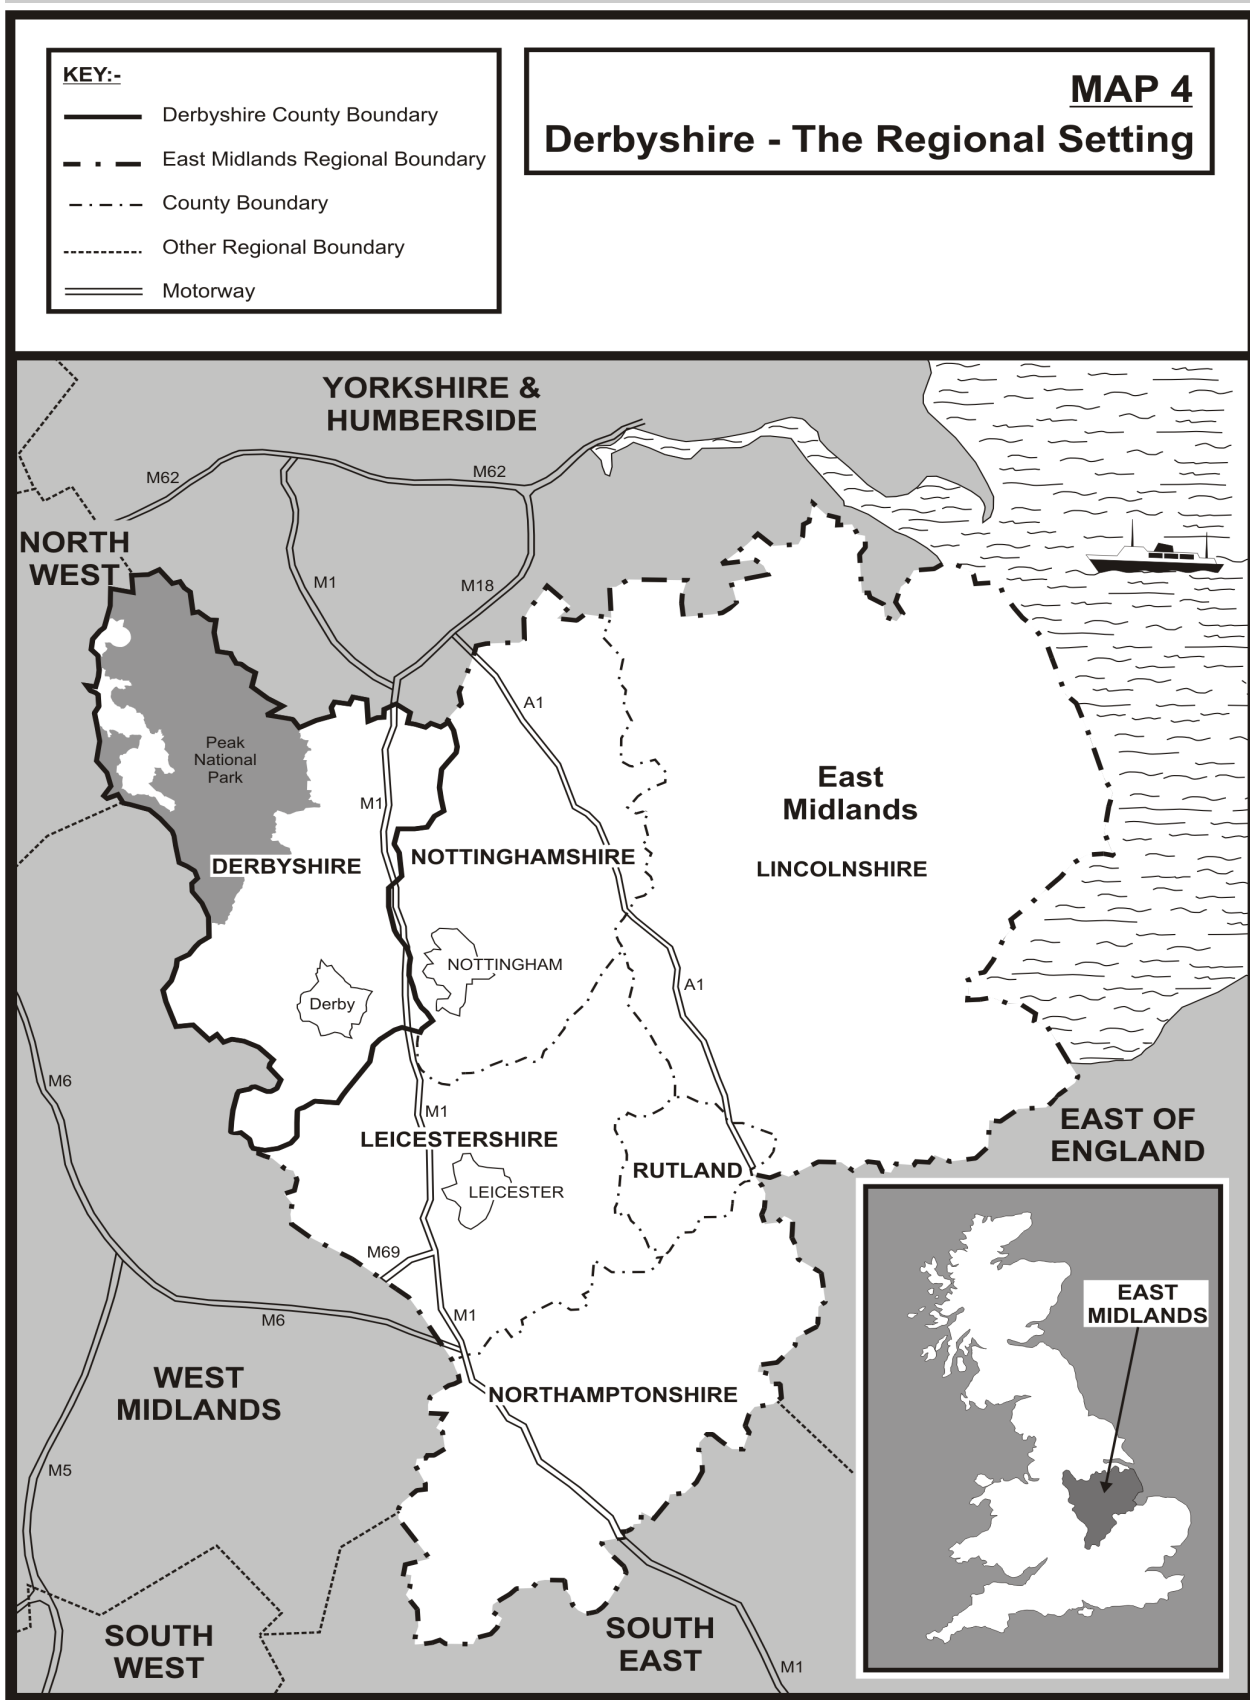 KEY:-
Derbyshire County Boundary
East Midlands Regional Boundary
County Boundary
Other Regional Boundary
Motorway
MAP 4
Derbyshire - The Regional Setting
YORKSHIRE &
HUMBERSIDE
M62
M62
NORTH
WEST
M1
M18
A1
Peak
National
Park
East
Midlands
M1
DERBYSHIRE
NOTTINGHAMSHIRE
LINCOLNSHIRE
NOTTINGHAM
A1
Derby
M6
M1
EAST OF
ENGLAND
LEICESTERSHIRE
RUTLAND
LEICESTER
M69
M1
M6
EAST
MIDLANDS
WEST
MIDLANDS
NORTHAMPTONSHIRE
M5
SOUTH
WEST
SOUTH
EAST
M1